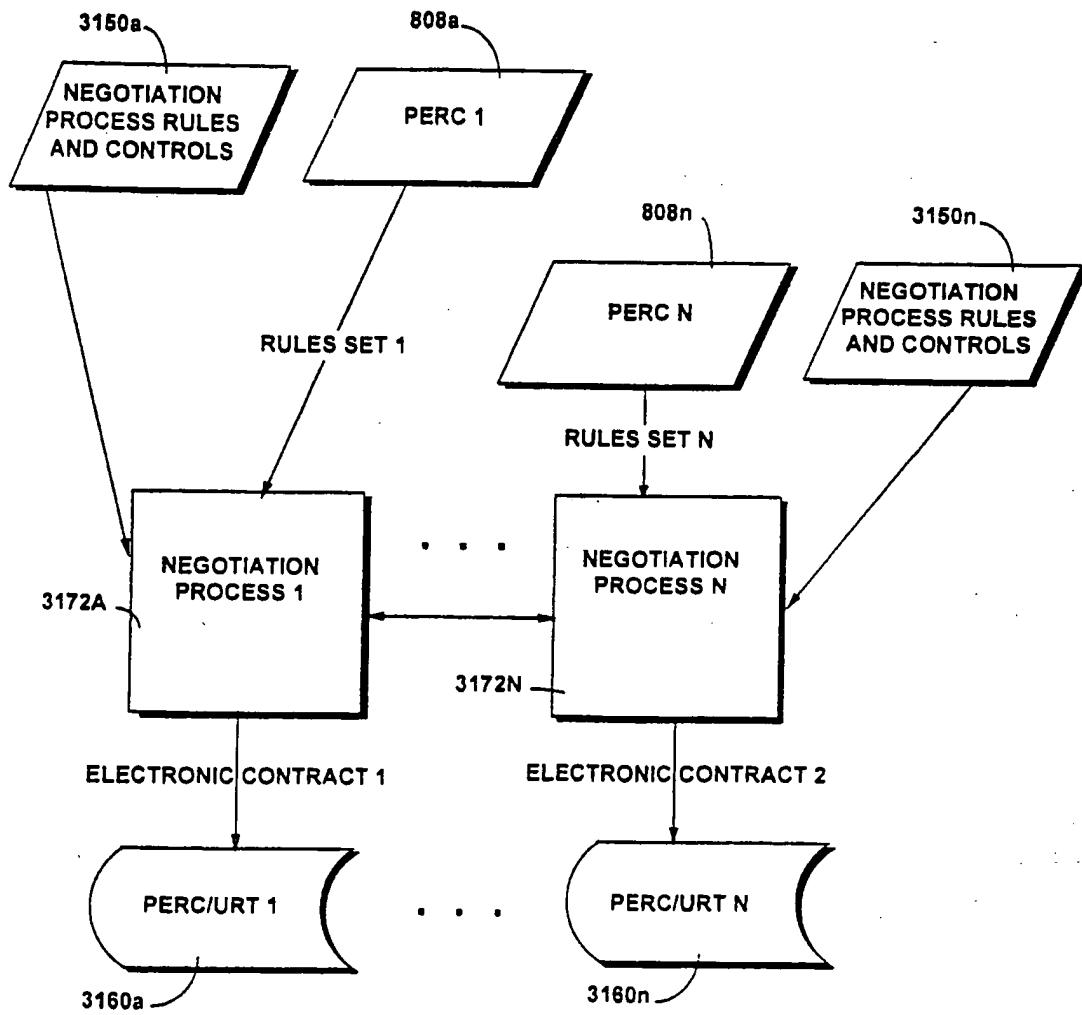 3150a
808a
NEGOTIATION
PROCESS RULES
AND CONTROLS
PERC 1
808n
3150n
PERC N
NEGOTIATION
PROCESS RULES
AND CONTROLS
RULES SET 1
RULES SET N
NEGOTIATION
PROCESS 1
. . .
NEGOTIATION
PROCESS N
3172A
3172N
ELECTRONIC CONTRACT 1
ELECTRONIC CONTRACT 2
PERC/URT 1
. . .
PERC/URT N
3160a
3160n